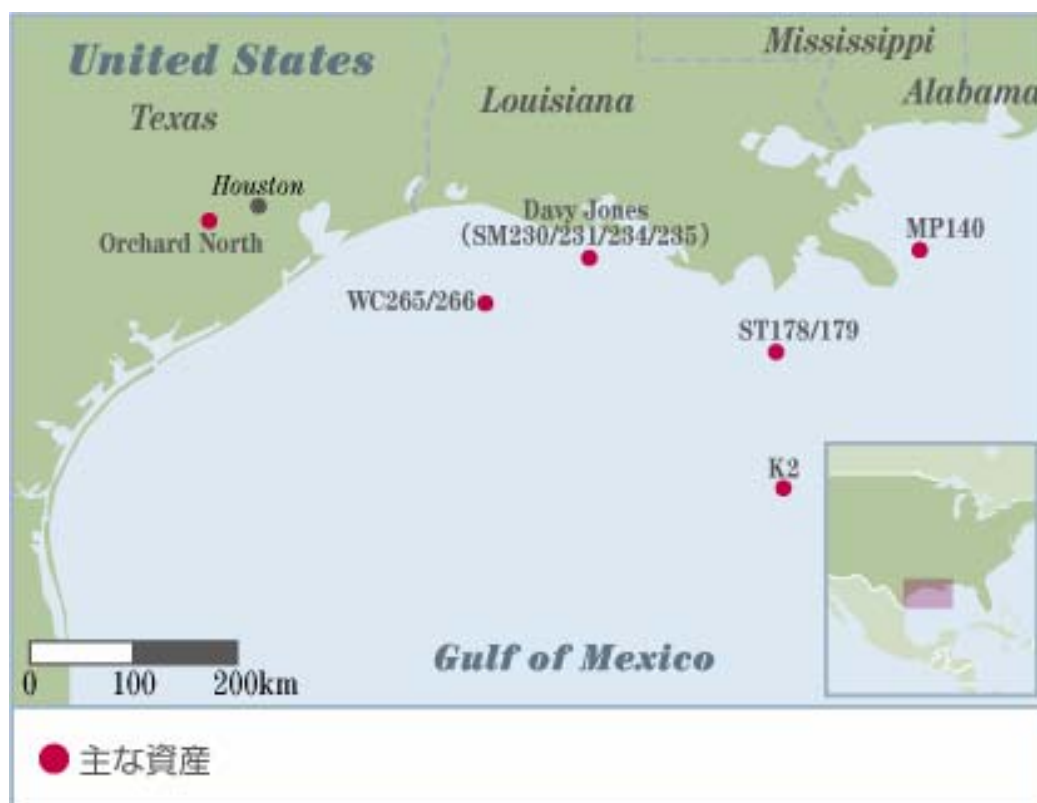 United States
Mississippi
Alabama
Louisiana
Texas
Houston
Orchard North
Davy Jones
(SM230/231/234/235)
MP140
WC265/266
ST178/179
K2
Gulf of Mexico
0 100 200km
主な資産